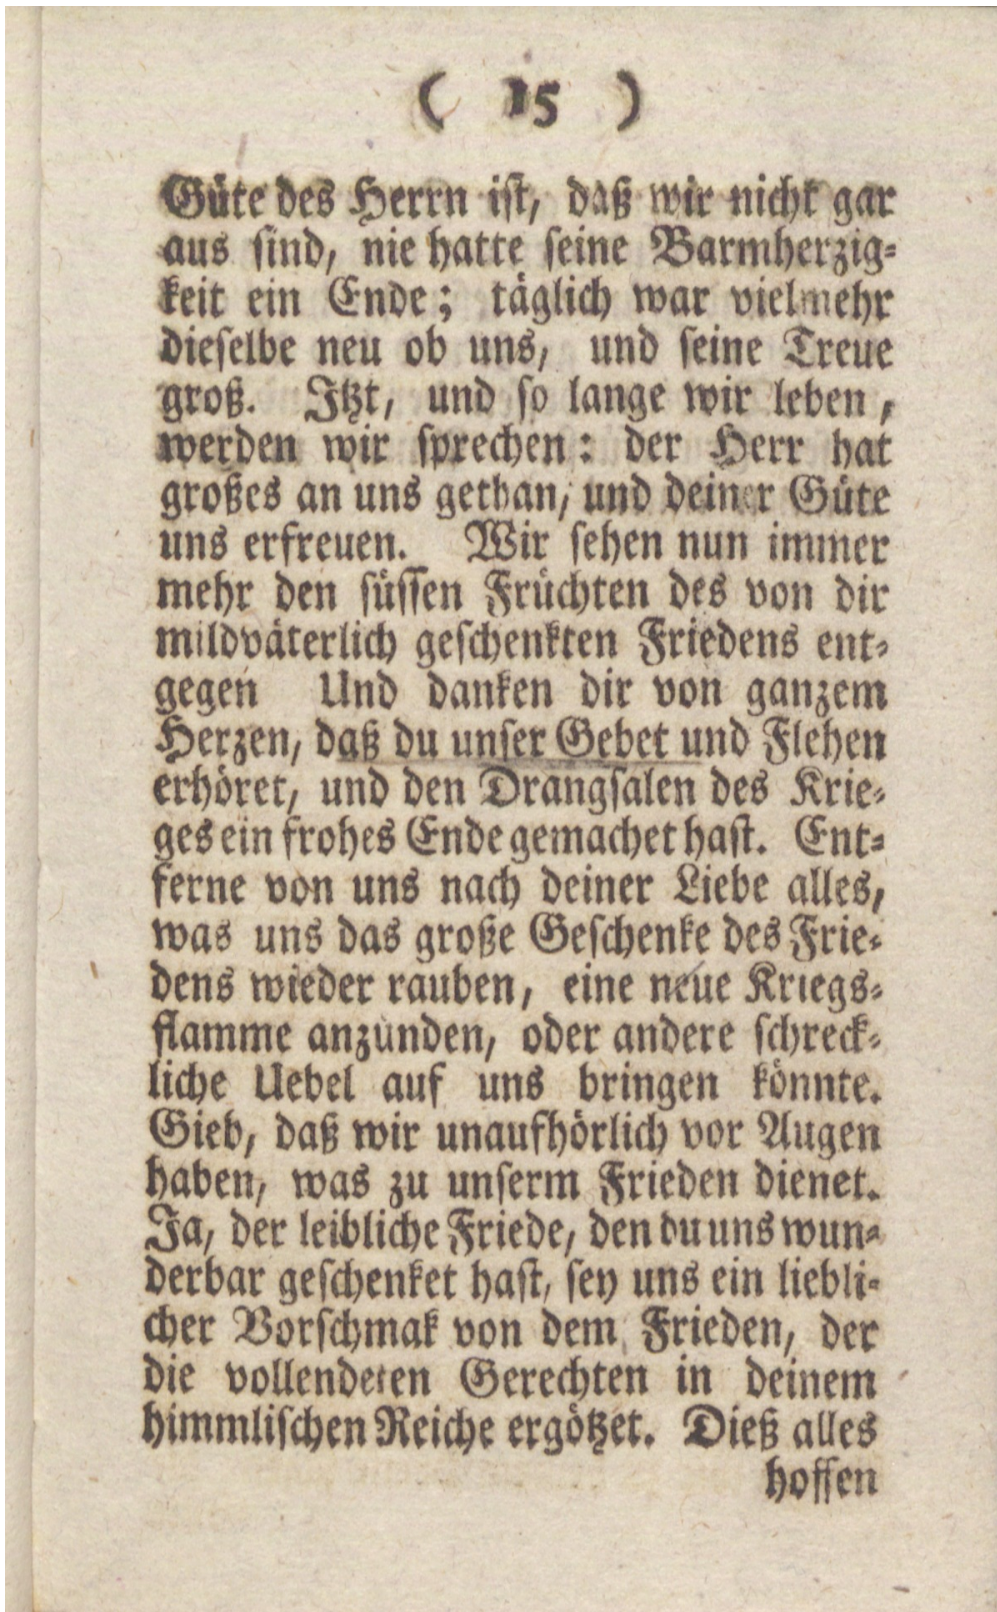 ( 15 )
Güte des Herrn ist, daß wir nicht gar
aus sind, nie hatte seine Barmherzig-
keit ein Ende; täglich war vielmehr
dieselbe neu ob uns, und seine Treue
groß. Itzt, und so lange wir leben,
werden wir sprechen: der Herr hat
großes an uns gethan, und deiner Güte
uns erfreuen. Wir sehen nun immer
mehr den süssen Früchten des von dir
mildväterlich geschenkten Friedens ent-
gegen Und danken dir von ganzem
Herzen, daß du unser Gebet und Flehen
erhöret, und den Drangsalen des Krie-
ges ein frohes Ende gemachet hast. Ent-
ferne von uns nach deiner Liebe alles,
was uns das große Geschenke des Frie-
dens wieder rauben, eine neue Kriegs-
flamme anzünden, oder andere schreck-
liche Uebel auf uns bringen könnte.
Gieb, daß wir unaufhörlich vor Augen
haben, was zu unserm Frieden dienet.
Ja, der leibliche Friede, den du uns wun-
derbar geschenket hast, sey uns ein liebli-
cher Vorschmak von dem Frieden, der
die vollendeten Gerechten in deinem
himmlischen Reiche ergötzet. Dieß alles
hoffen